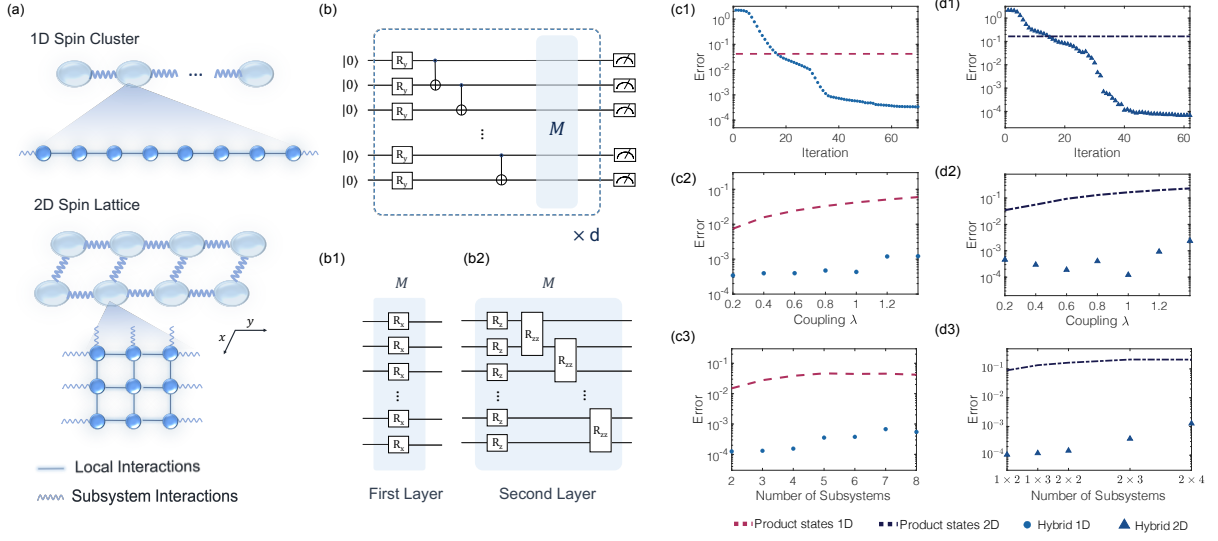 (a)
1D Spin Cluster
...
2D Spin Lattice
x
y
Local Interactions
Subsystem Interactions
(b)
|0⟩ R_y
|0⟩ R_y
|0⟩ R_y
⋮
M
|0⟩ R_y
|0⟩ R_y
× d
(b1)
M
R_x
R_x
R_x
⋮
R_x
R_x
First Layer
(b2)
M
R_z R_zz
R_z R_zz
R_z
⋮ ⋮
R_z R_zz
R_z
Second Layer
(c1)
Error
10^0
10^-1
10^-2
10^-3
10^-4
0 20 40 60
Iteration
(d1)
Error
10^0
10^-1
10^-2
10^-3
10^-4
0 20 40 60
Iteration
(c2)
Error
10^-1
10^-2
10^-3
10^-4
0.2 0.4 0.6 0.8 1 1.2
Coupling λ
(d2)
Error
10^-1
10^-2
10^-3
10^-4
0.2 0.4 0.6 0.8 1 1.2
Coupling λ
(c3)
Error
10^-1
10^-2
10^-3
10^-4
2 3 4 5 6 7 8
Number of Subsystems
(d3)
Error
10^-1
10^-2
10^-3
10^-4
1 × 2 1 × 3 2 × 2 2 × 3 2 × 4
Number of Subsystems
Product states 1D Product states 2D Hybrid 1D Hybrid 2D